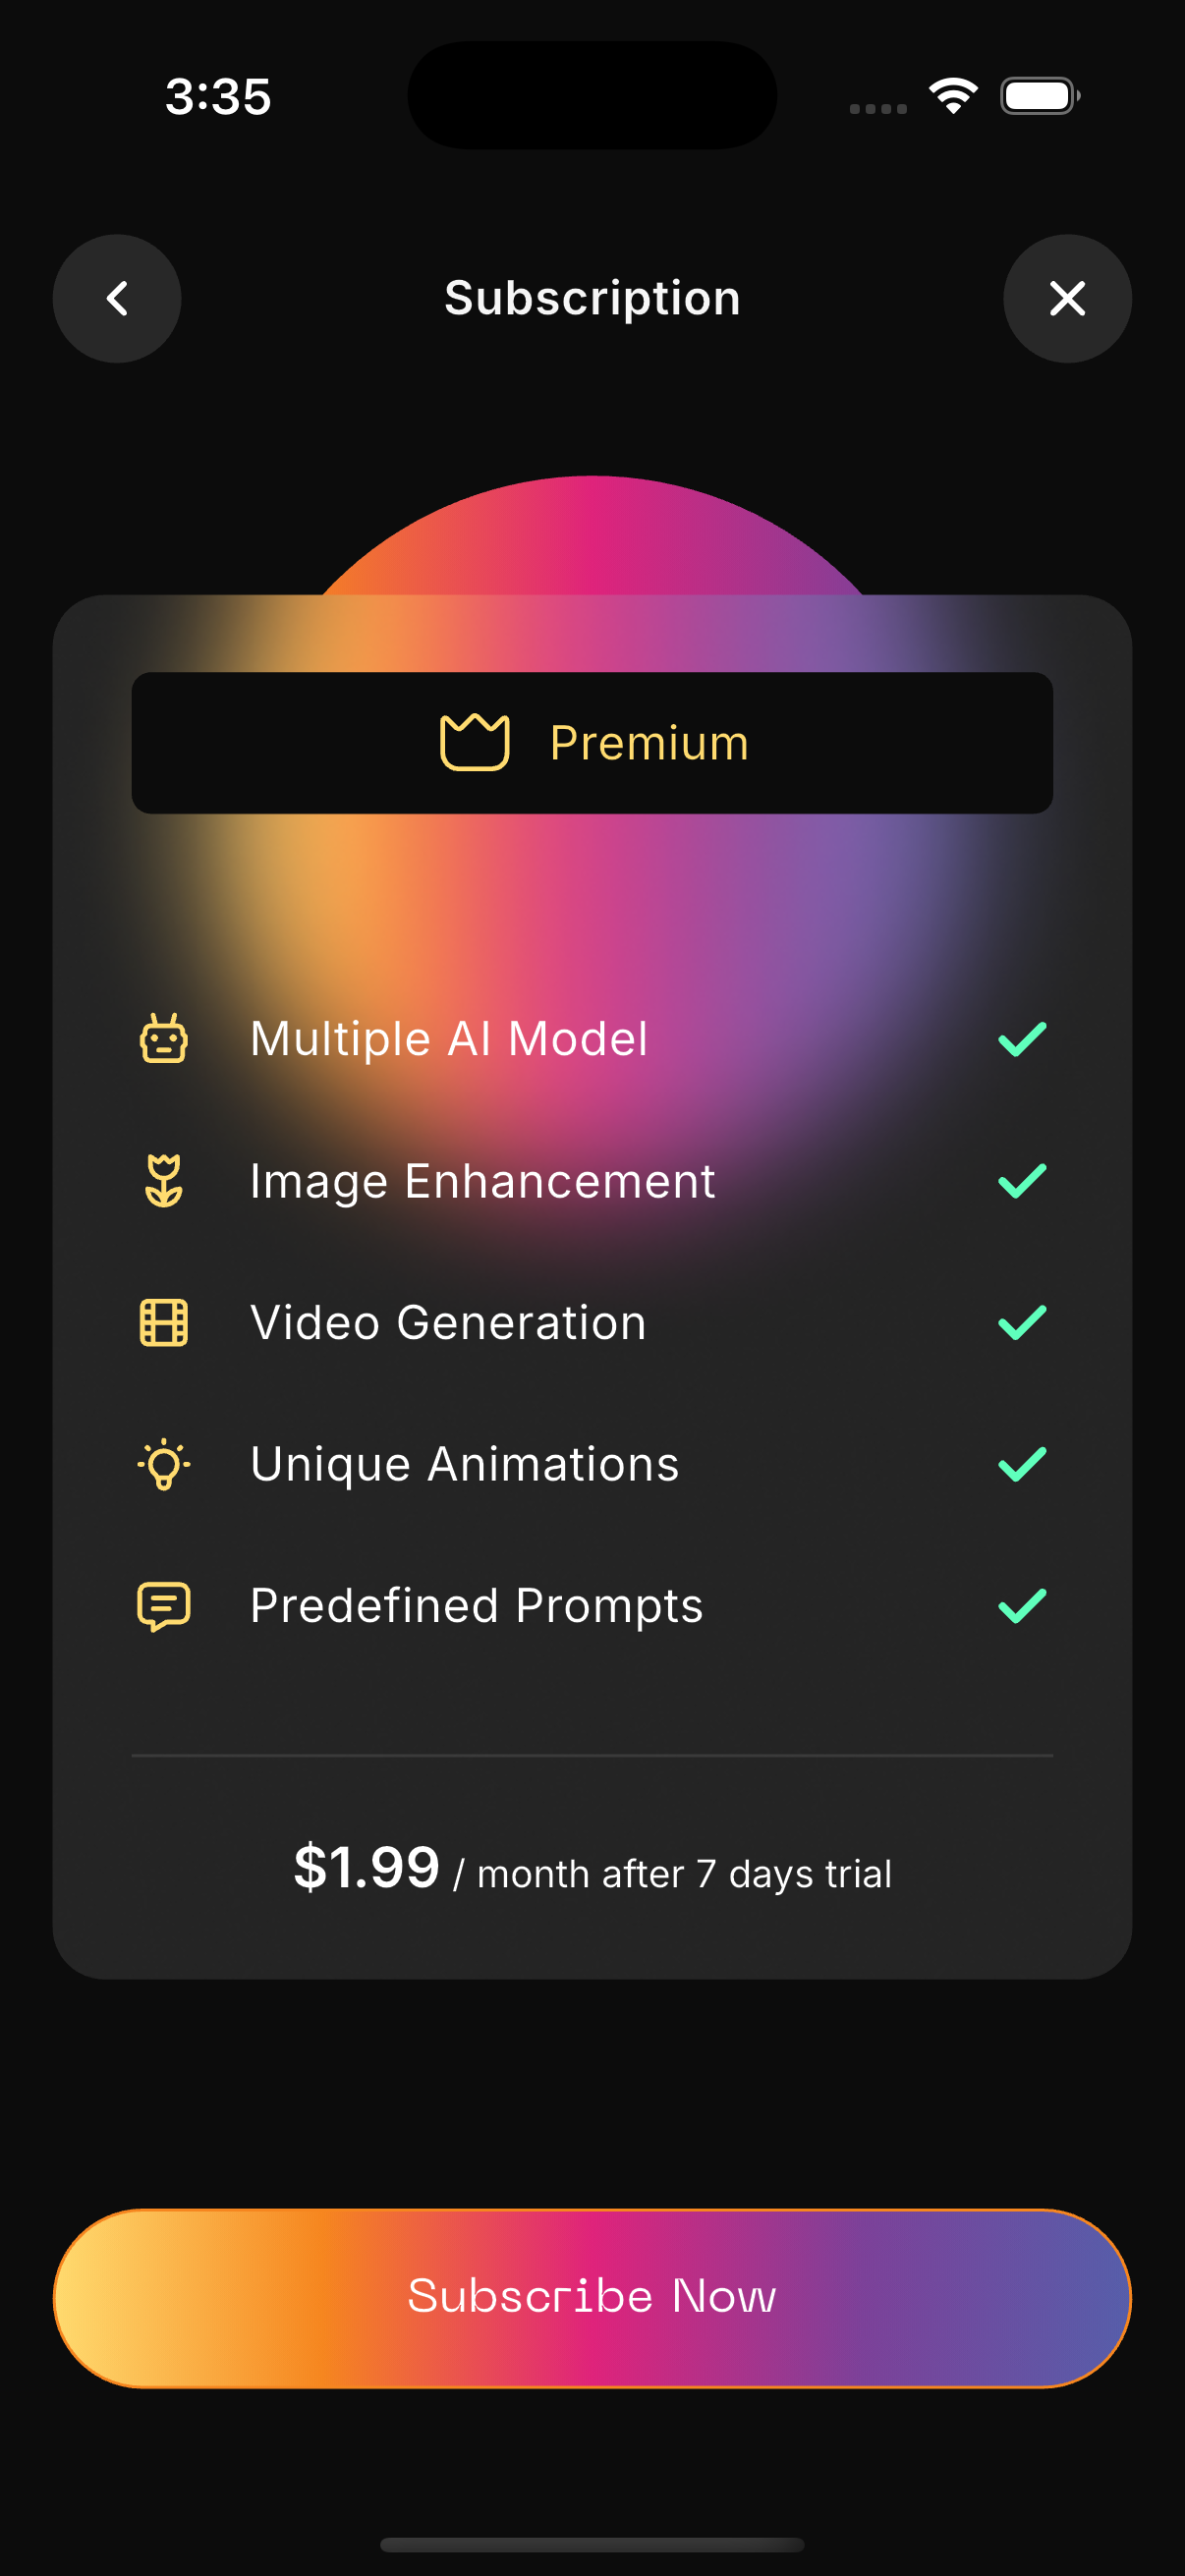 3:35
Subscription
Premium
Multiple AI Model
Image Enhancement
Video Generation
Unique Animations
Predefined Prompts
$1.99 / month after 7 days trial
Subscribe Now